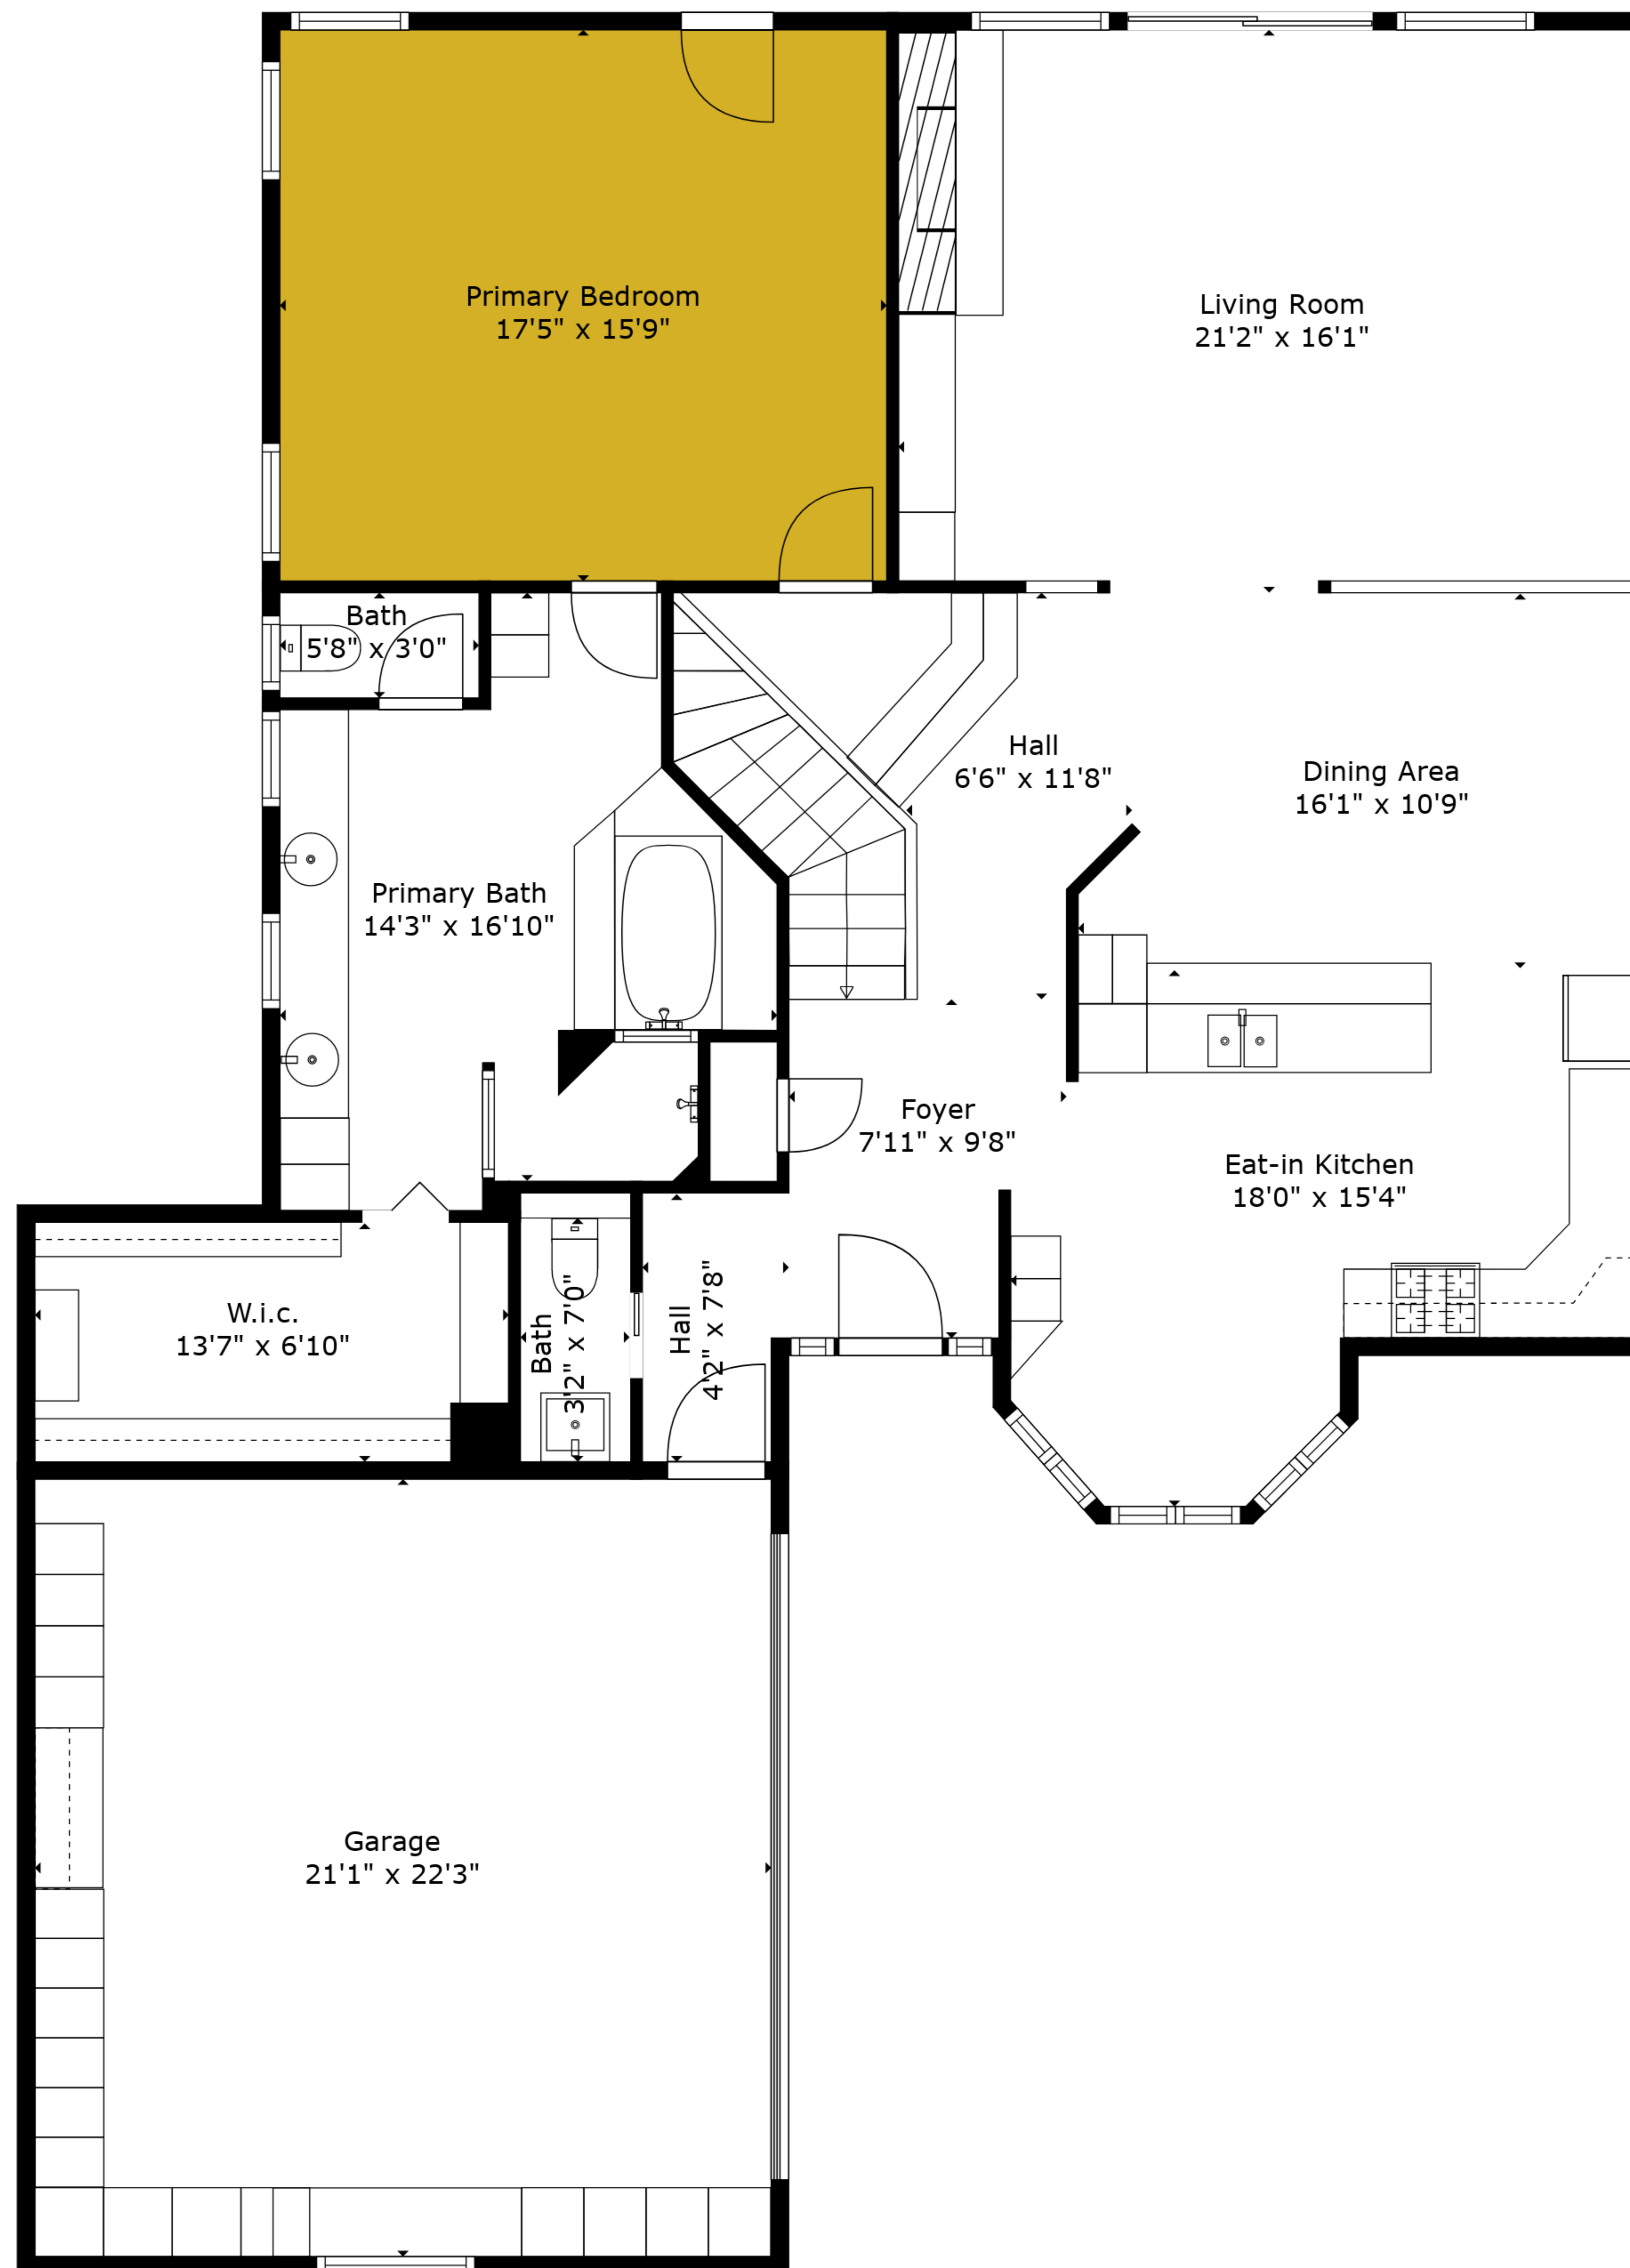 Primary Bedroom
17'5" x 15'9"
Living Room
21'2" x 16'1"
Bath
5'8" x 3'0"
Hall
6'6" x 11'8"
Dining Area
16'1" x 10'9"
Primary Bath
14'3" x 16'10"
Foyer
7'11" x 9'8"
Eat-in Kitchen
18'0" x 15'4"
W.i.c.
13'7" x 6'10"
Bath
3'2" x 7'0"
Hall
4'2" x 7'8"
Garage
21'1" x 22'3"